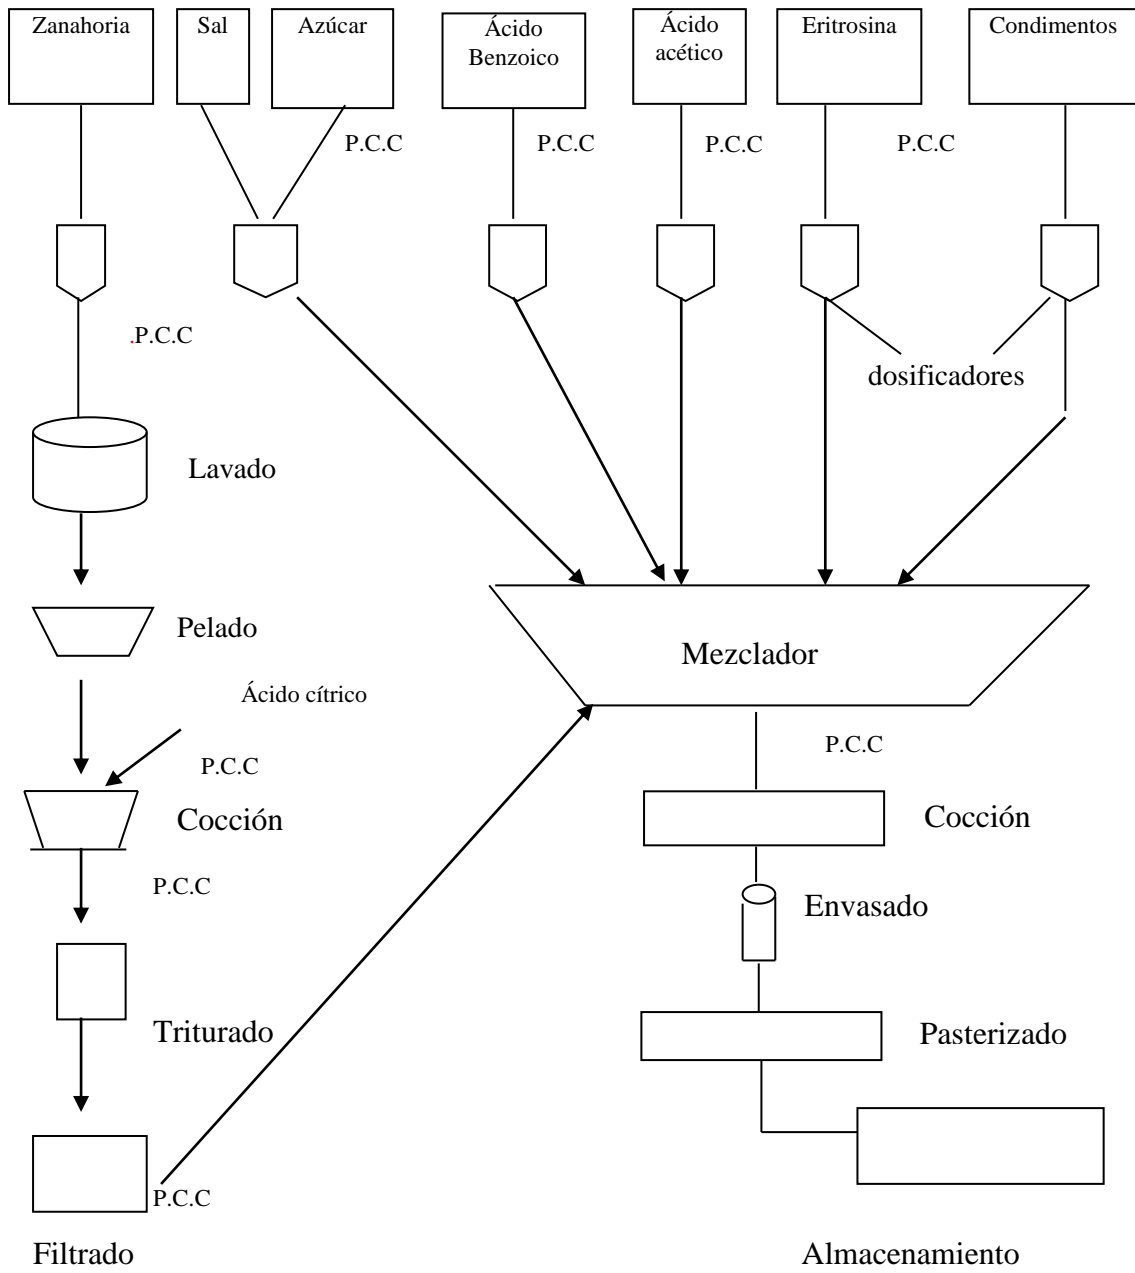 Zanahoria
Sal
Azúcar
Ácido
Benzoico
Ácido
acético
Eritrosina
Condimentos
P.C.C
P.C.C
P.C.C
P.C.C
.P.C.C
dosificadores
Lavado
Pelado
Mezclador
Ácido cítrico
P.C.C
P.C.C
Cocción
Cocción
P.C.C
Envasado
Triturado
Pasterizado
P.C.C
Filtrado
Almacenamiento